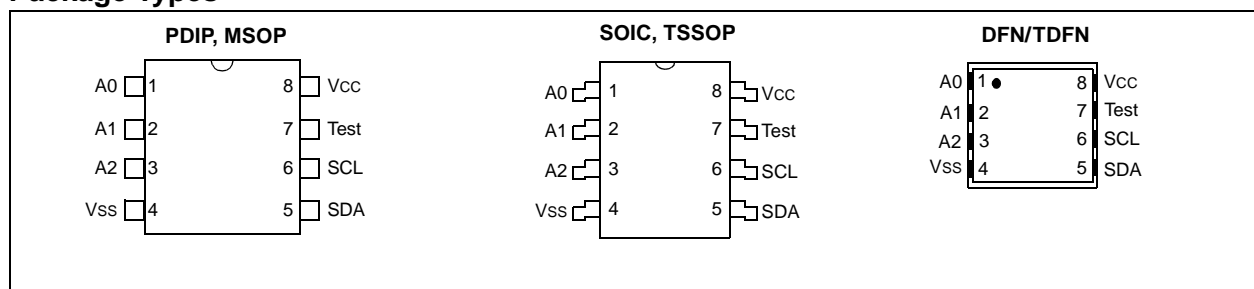 Package Types
PDIP, MSOP
A0 1 8 VCC
A1 2 7 Test
A2 3 6 SCL
VSS 4 5 SDA
SOIC, TSSOP
A0 1 8 VCC
A1 2 7 Test
A2 3 6 SCL
VSS 4 5 SDA
DFN/TDFN
A0 1 8 VCC
A1 2 7 Test
A2 3 6 SCL
VSS 4 5 SDA